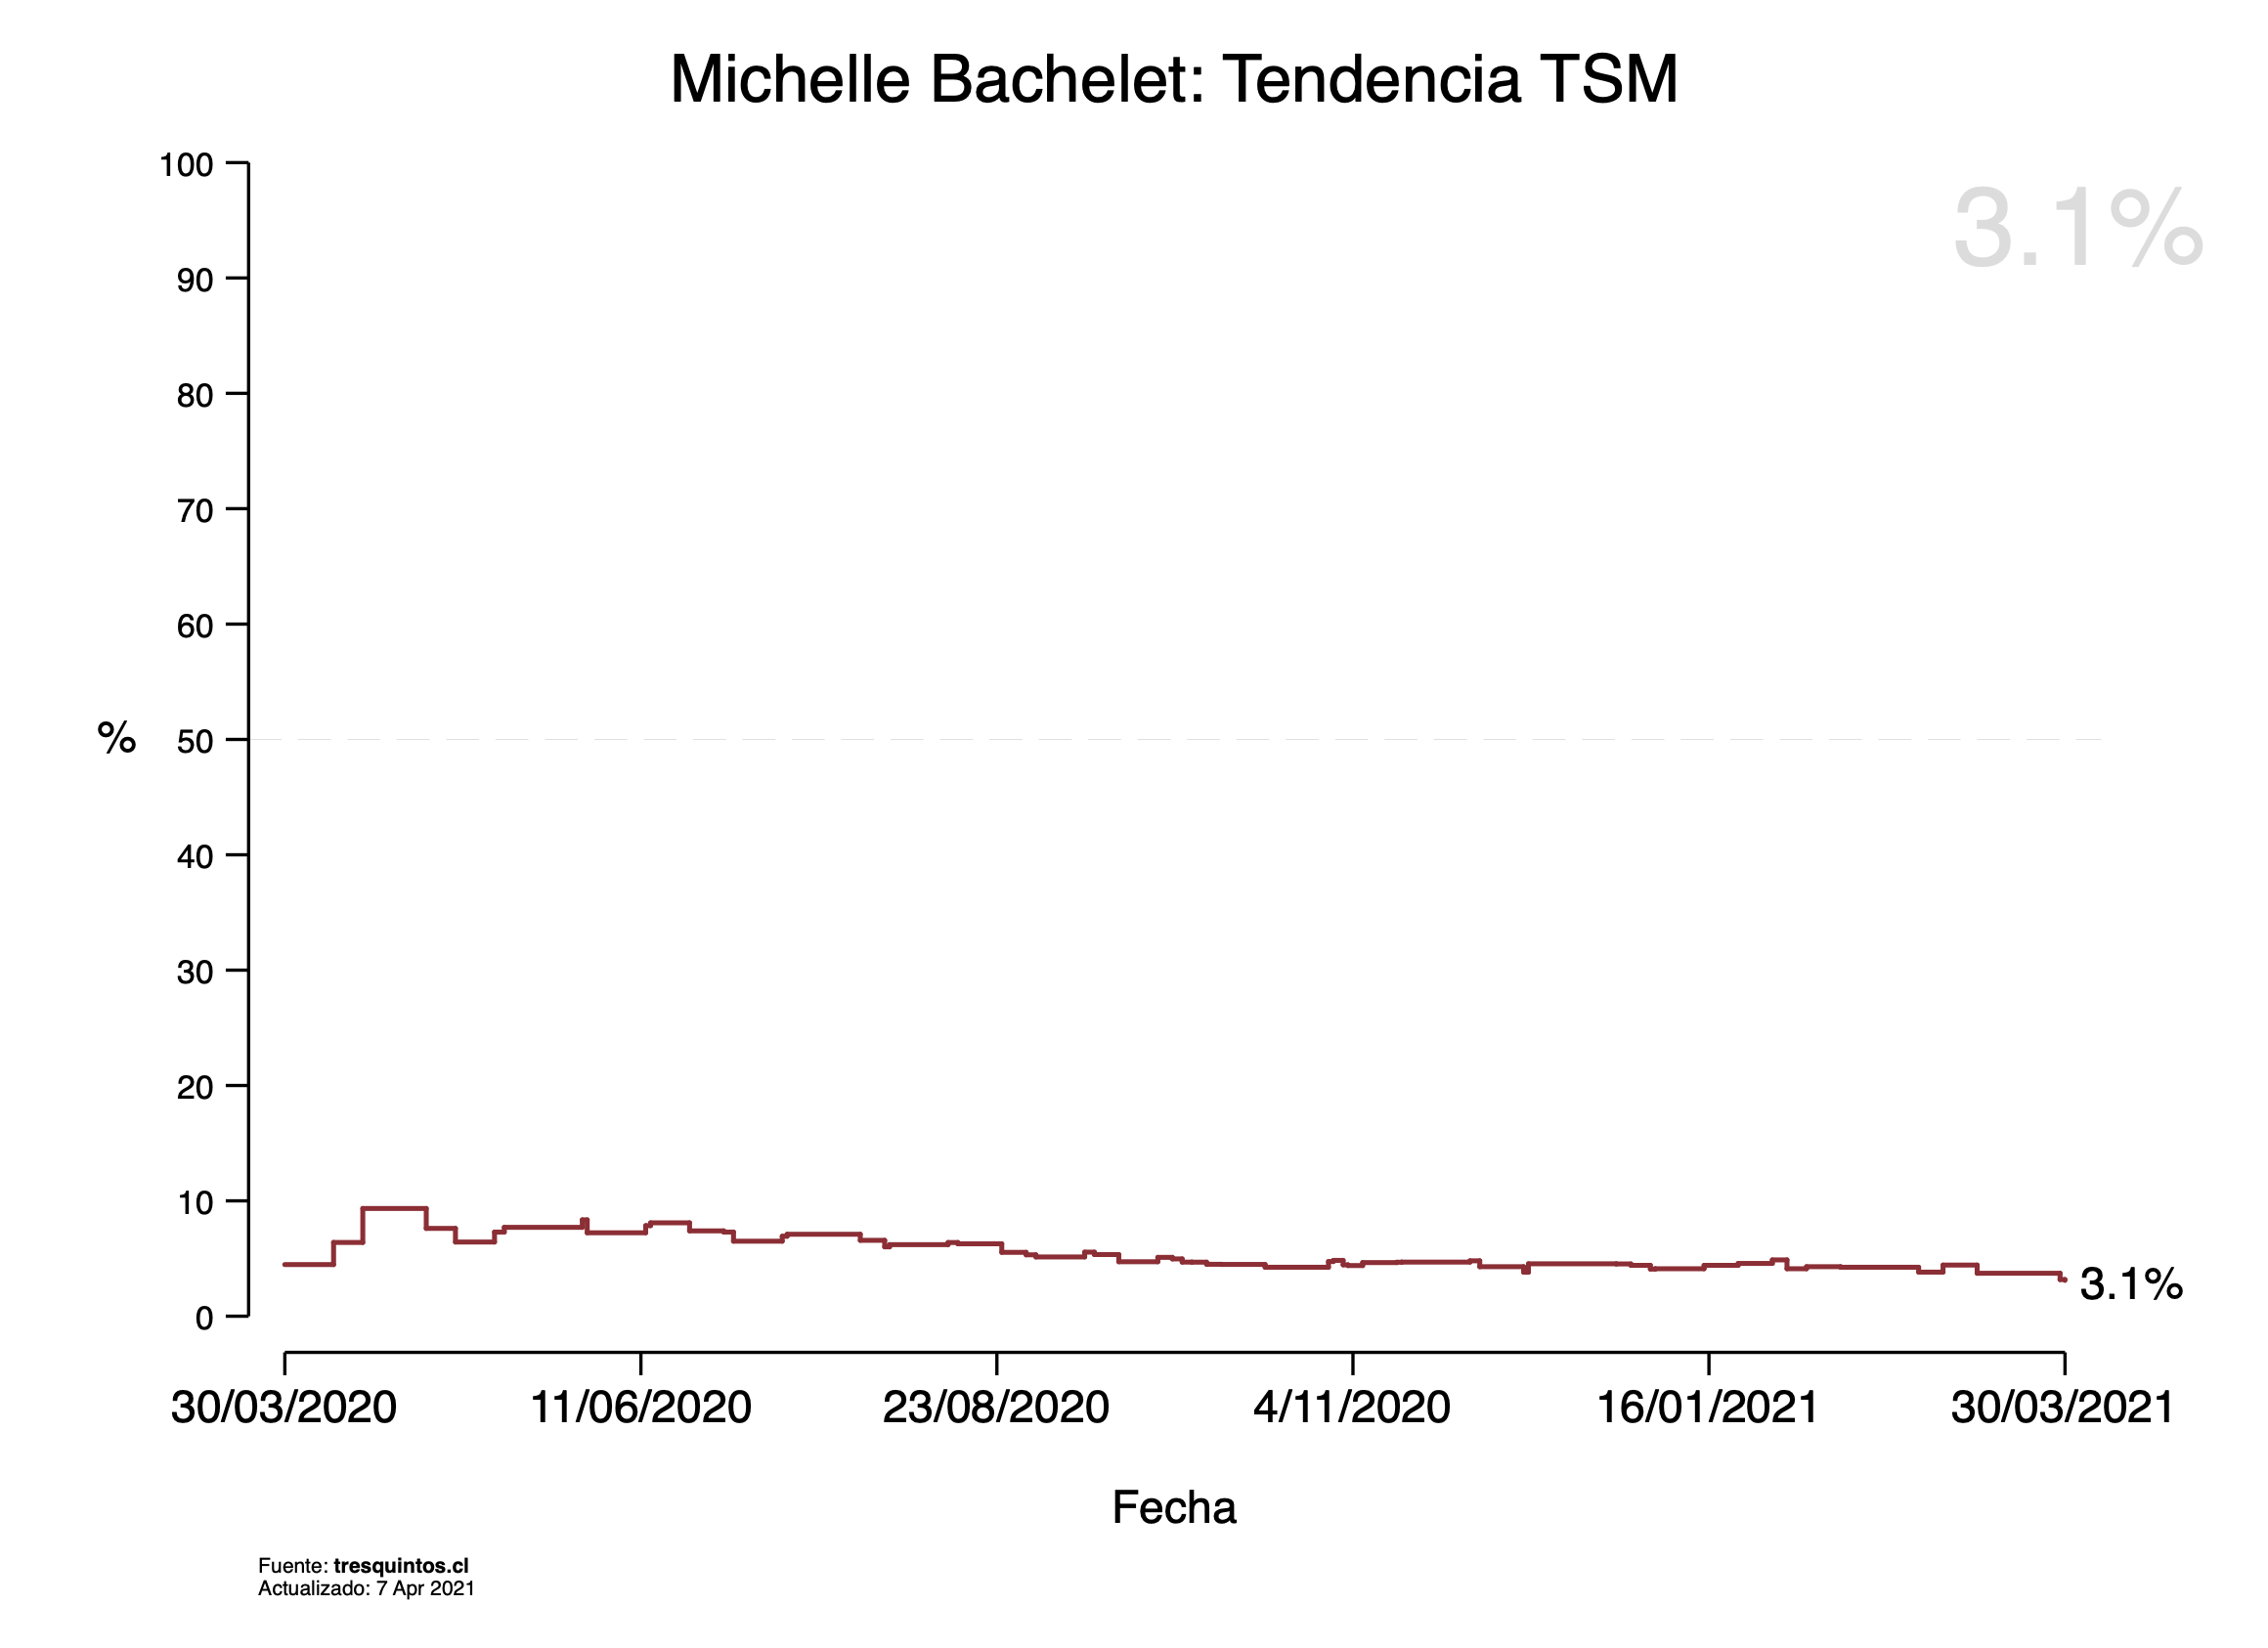 Michelle Bachelet: Tendencia TSM
3.1%
100
90
80
70
60
50
40
30
20
10
0
%
3.1%
30/03/2020 11/06/2020 23/08/2020 4/11/2020 16/01/2021 30/03/2021
Fecha
Fuente: tresquintos.cl
Actualizado: 7 Apr 2021